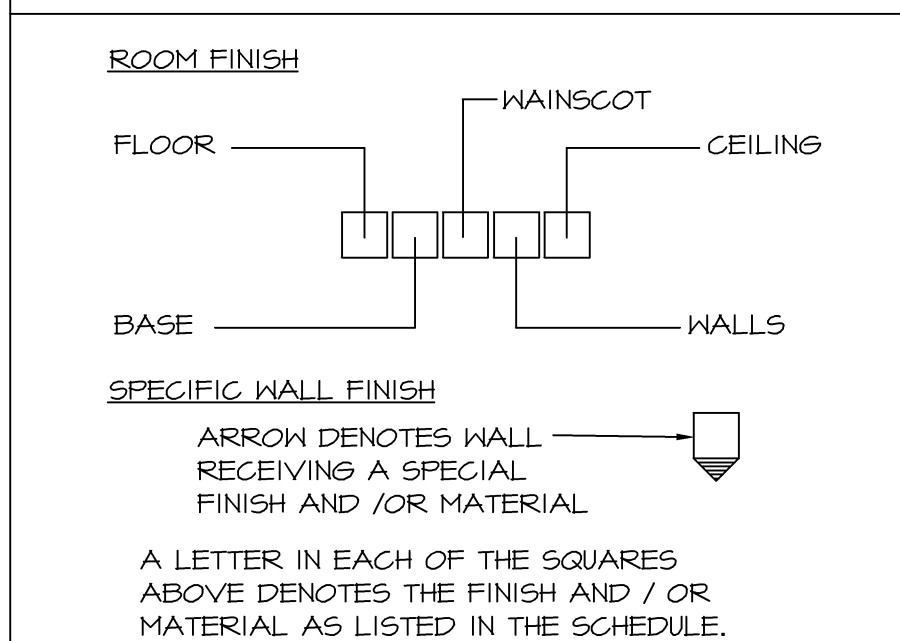 ROOM FINISH
WAINSCOT
FLOOR
CEILING
BASE
WALLS
SPECIFIC WALL FINISH
ARROW DENOTES WALL
RECEIVING A SPECIAL
FINISH AND /OR MATERIAL
A LETTER IN EACH OF THE SQUARES
ABOVE DENOTES THE FINISH AND / OR
MATERIAL AS LISTED IN THE SCHEDULE.